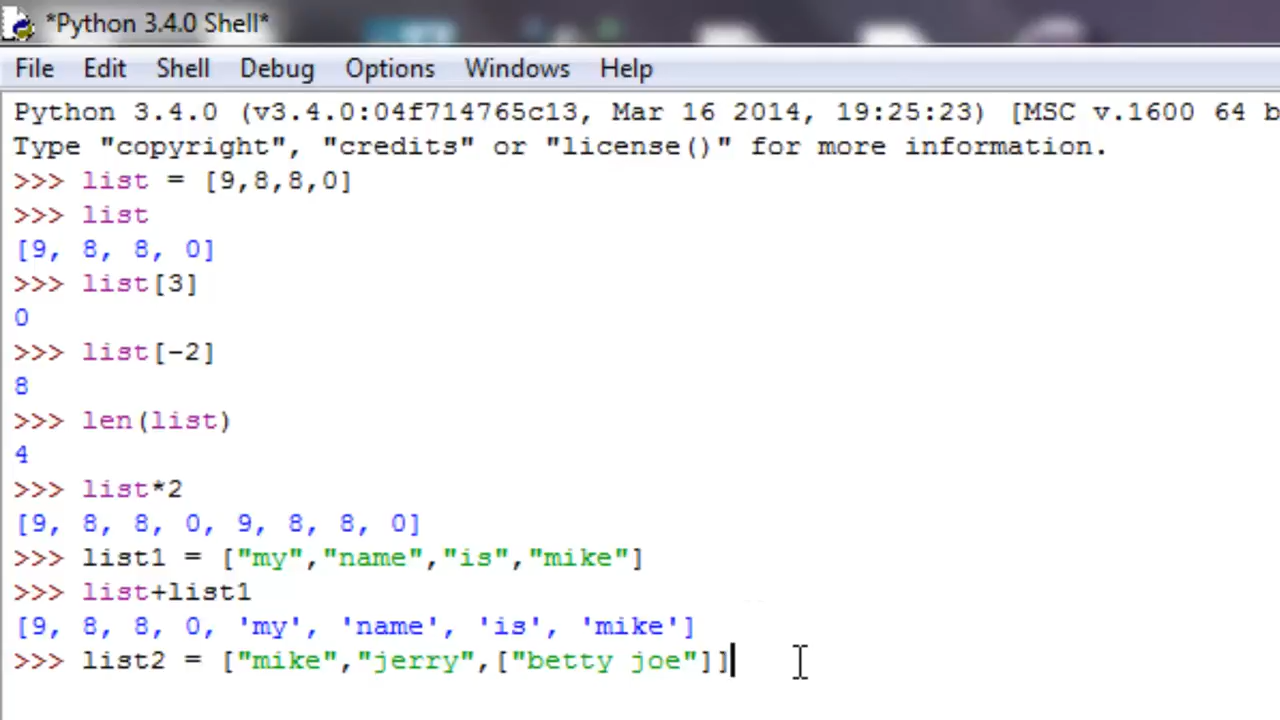 *Python 3.4.0 Shell*
File Edit Shell Debug Options Windows Help
Python 3.4.0 (v3.4.0:04f714765c13, Mar 16 2014, 19:25:23) [MSC v.1600 64 b
Type "copyright", "credits" or "license()" for more information.
>>> list = [9,8,8,0]
>>> list
[9, 8, 8, 0]
>>> list[3]
0
>>> list[-2]
8
>>> len(list)
4
>>> list*2
[9, 8, 8, 0, 9, 8, 8, 0]
>>> list1 = ["my","name","is","mike"]
>>> list+list1
[9, 8, 8, 0, 'my', 'name', 'is', 'mike']
>>> list2 = ["mike","jerry",["betty joe"]]